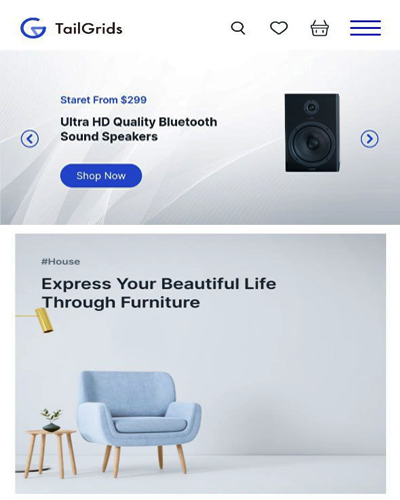 TailGrids
Staret From $299
Ultra HD Quality Bluetooth
Sound Speakers
Shop Now
#House
Express Your Beautiful Life
Through Furniture